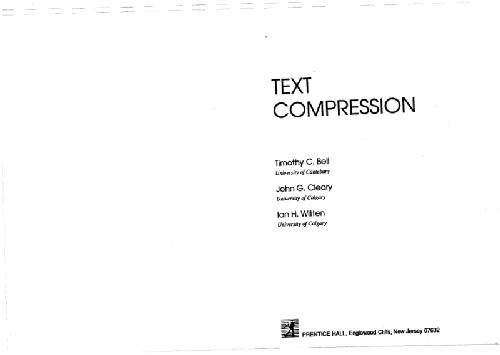 TEXT
COMPRESSION
Timothy C. Bell
University of Canterbury
John G. Cleary
University of Calgary
Ian H. Witten
University of Calgary
PRENTICE HALL, Englewood Cliffs, New Jersey 07632